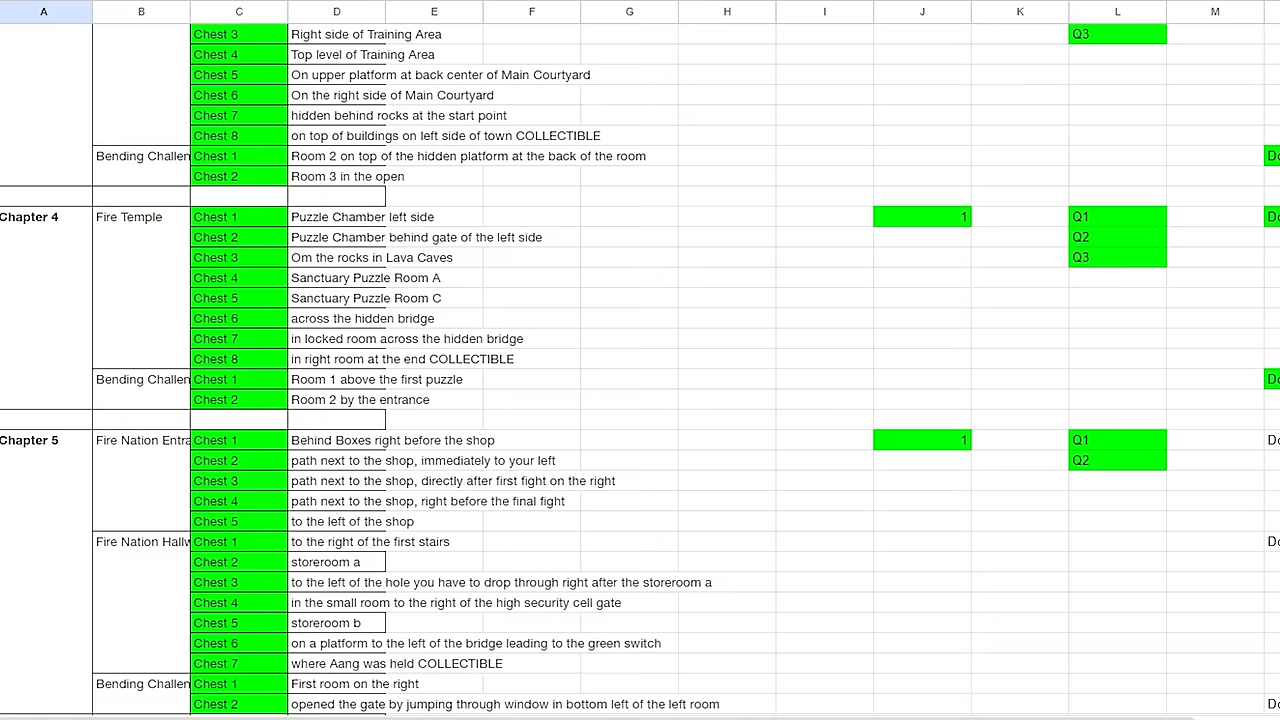 A B C D E F G H I J K L M
Chest 3 Right side of Training Area Q3
Chest 4 Top level of Training Area
Chest 5 On upper platform at back center of Main Courtyard
Chest 6 On the right side of Main Courtyard
Chest 7 hidden behind rocks at the start point
Chest 8 on top of buildings on left side of town COLLECTIBLE
Bending Challen Chest 1 Room 2 on top of the hidden platform at the back of the room Do
Chest 2 Room 3 in the open
Chapter 4 Fire Temple Chest 1 Puzzle Chamber left side 1 Q1 Do
Chest 2 Puzzle Chamber behind gate of the left side Q2
Chest 3 Om the rocks in Lava Caves Q3
Chest 4 Sanctuary Puzzle Room A
Chest 5 Sanctuary Puzzle Room C
Chest 6 across the hidden bridge
Chest 7 in locked room across the hidden bridge
Chest 8 in right room at the end COLLECTIBLE
Bending Challen Chest 1 Room 1 above the first puzzle Do
Chest 2 Room 2 by the entrance
Chapter 5 Fire Nation Entra Chest 1 Behind Boxes right before the shop 1 Q1 Do
Chest 2 path next to the shop, immediately to your left Q2
Chest 3 path next to the shop, directly after first fight on the right
Chest 4 path next to the shop, right before the final fight
Chest 5 to the left of the shop
Fire Nation Hallw Chest 1 to the right of the first stairs Do
Chest 2 storeroom a
Chest 3 to the left of the hole you have to drop through right after the storeroom a
Chest 4 in the small room to the right of the high security cell gate
Chest 5 storeroom b
Chest 6 on a platform to the left of the bridge leading to the green switch
Chest 7 where Aang was held COLLECTIBLE
Bending Challen Chest 1 First room on the right
Chest 2 opened the gate by jumping through window in bottom left of the left room Do